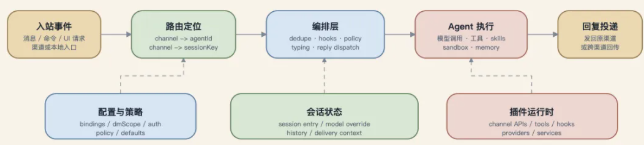 入站事件
消息 / 命令 / UI 请求
渠道或本地入口
路由定位
channel —> agentId
channel —> sessionKey
编排层
dedupe · hooks · policy
typing · reply dispatch
Agent 执行
模型调用 · 工具 · skills
sandbox · memory
回复投递
发回原渠道
或跨渠道回传
配置与策略
bindings / dmScope / auth
policy / defaults
会话状态
session entry / model override
history / delivery context
插件运行时
channel APIs / tools / hooks
providers / services